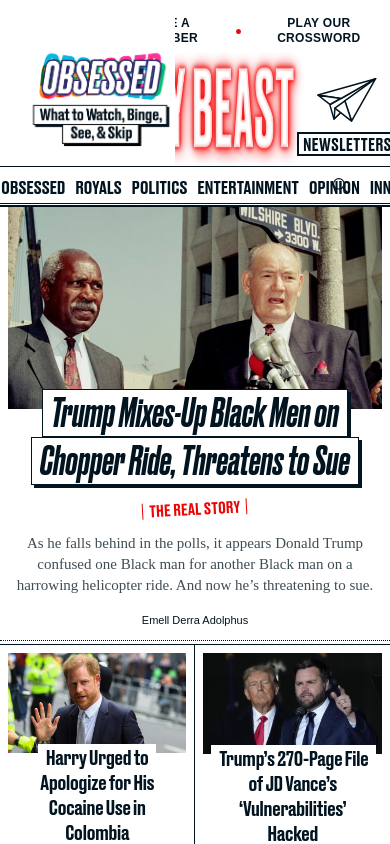 PLAY OUR
CROSSWORD
OBSESSED
What to Watch, Binge,
See, & Skip
BEAST
NEWSLETTERS
OBSESSED ROYALS POLITICS ENTERTAINMENT OPINION INN
WILSHIRE BLVD.
3300 W.
Trump Mixes-Up Black Men on
Chopper Ride, Threatens to Sue
THE REAL STORY
As he falls behind in the polls, it appears Donald Trump
confused one Black man for another Black man on a
harrowing helicopter ride. And now he’s threatening to sue.
Emell Derra Adolphus
Harry Urged to
Apologize for His
Cocaine Use in
Colombia
Trump’s 270-Page File
of JD Vance’s
‘Vulnerabilities’
Hacked